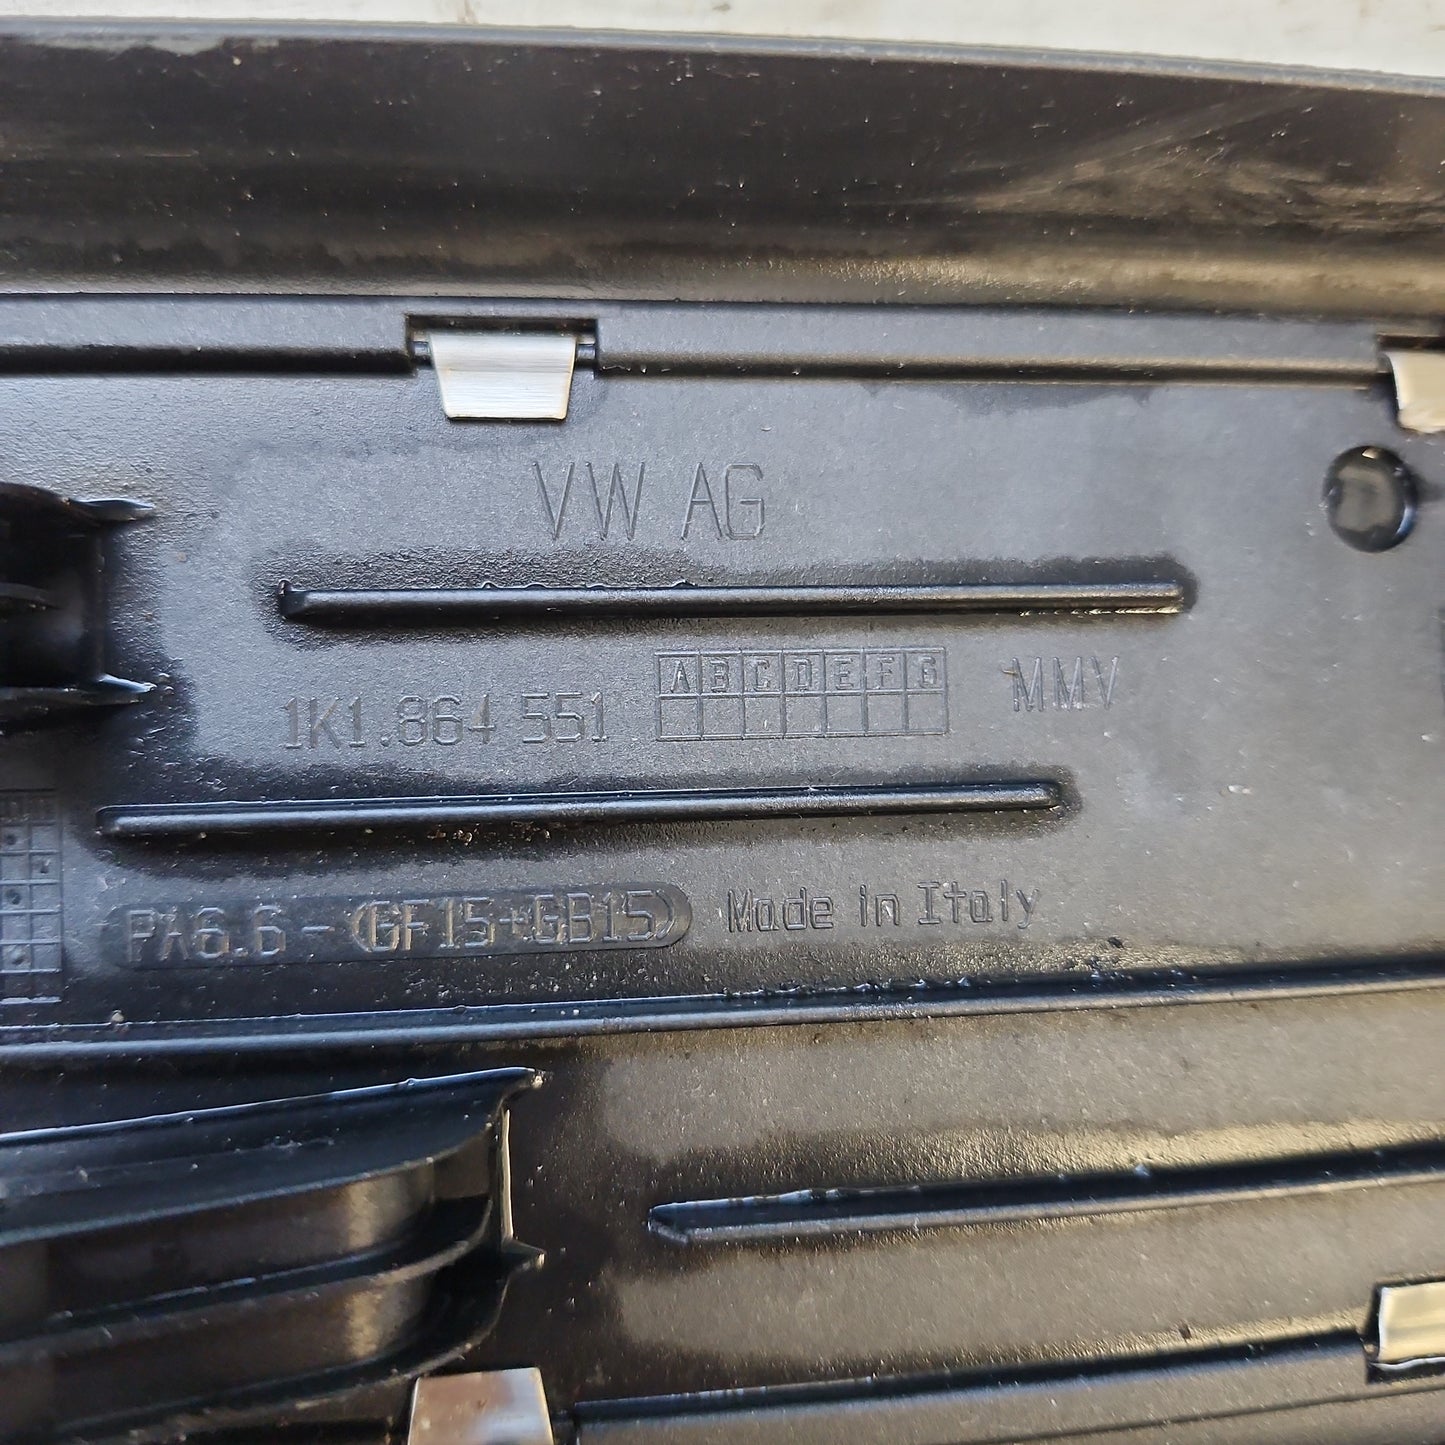 VW AG
A B C D E F G
1K1.864 551
MMV
PA6.6-(GF15+GB15)
Made in Italy